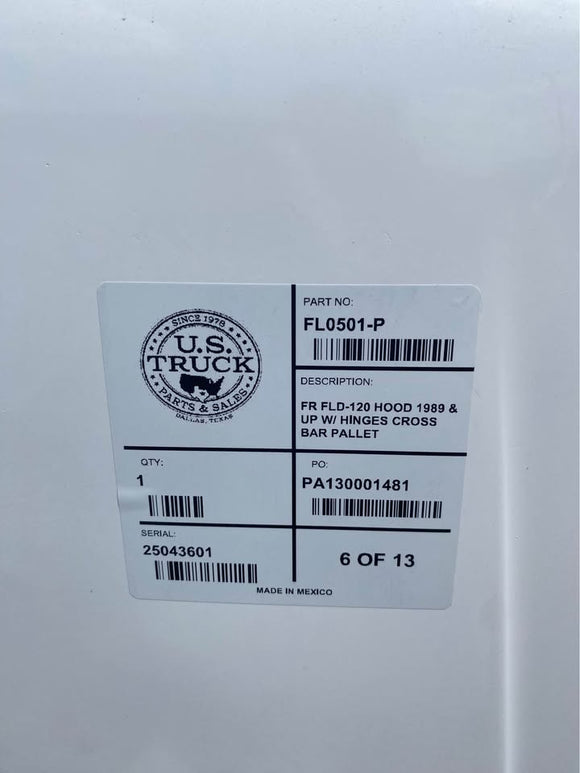 SINCE 1978
U.S.
TRUCK
PARTS & SALES
DALLAS, TEXAS
PART NO:
FL0501-P
DESCRIPTION:
FR FLD-120 HOOD 1989 &
UP W/ HINGES CROSS
BAR PALLET
QTY:
1
PO:
PA130001481
SERIAL:
25043601
6 OF 13
MADE IN MEXICO